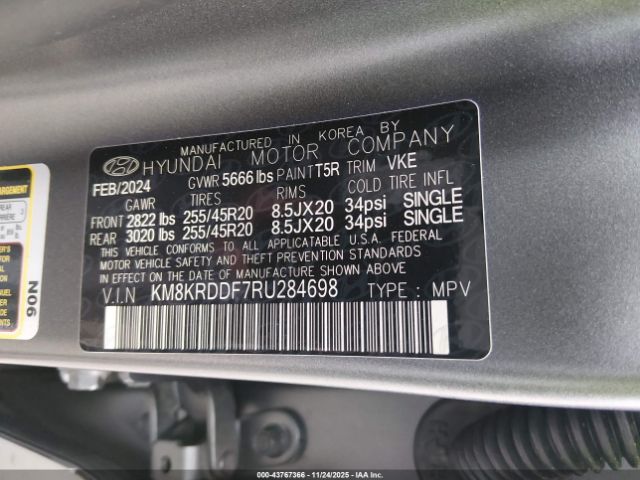 MANUFACTURED IN KOREA BY
HYUNDAI MOTOR COMPANY
FEB/2024 GVWR 5666 lbs PAINT T5R TRIM VKE
GAWR TIRES RIMS COLD TIRE INFL
FRONT 2822 lbs 255/45R20 8.5JX20 34psi SINGLE
REAR 3020 lbs 255/45R20 8.5JX20 34psi SINGLE
THIS VEHICLE CONFORMS TO ALL APPLICABLE U.S.A. FEDERAL
MOTOR VEHICLE SAFETY AND THEFT PREVENTION STANDARDS
IN EFFECT ON THE DATE OF MANUFACTURE SHOWN ABOVE.
V.I.N KM8KRDDF7RU284698 TYPE : MPV
90N
000-43767366 - 11/24/2025 - IAA Inc.